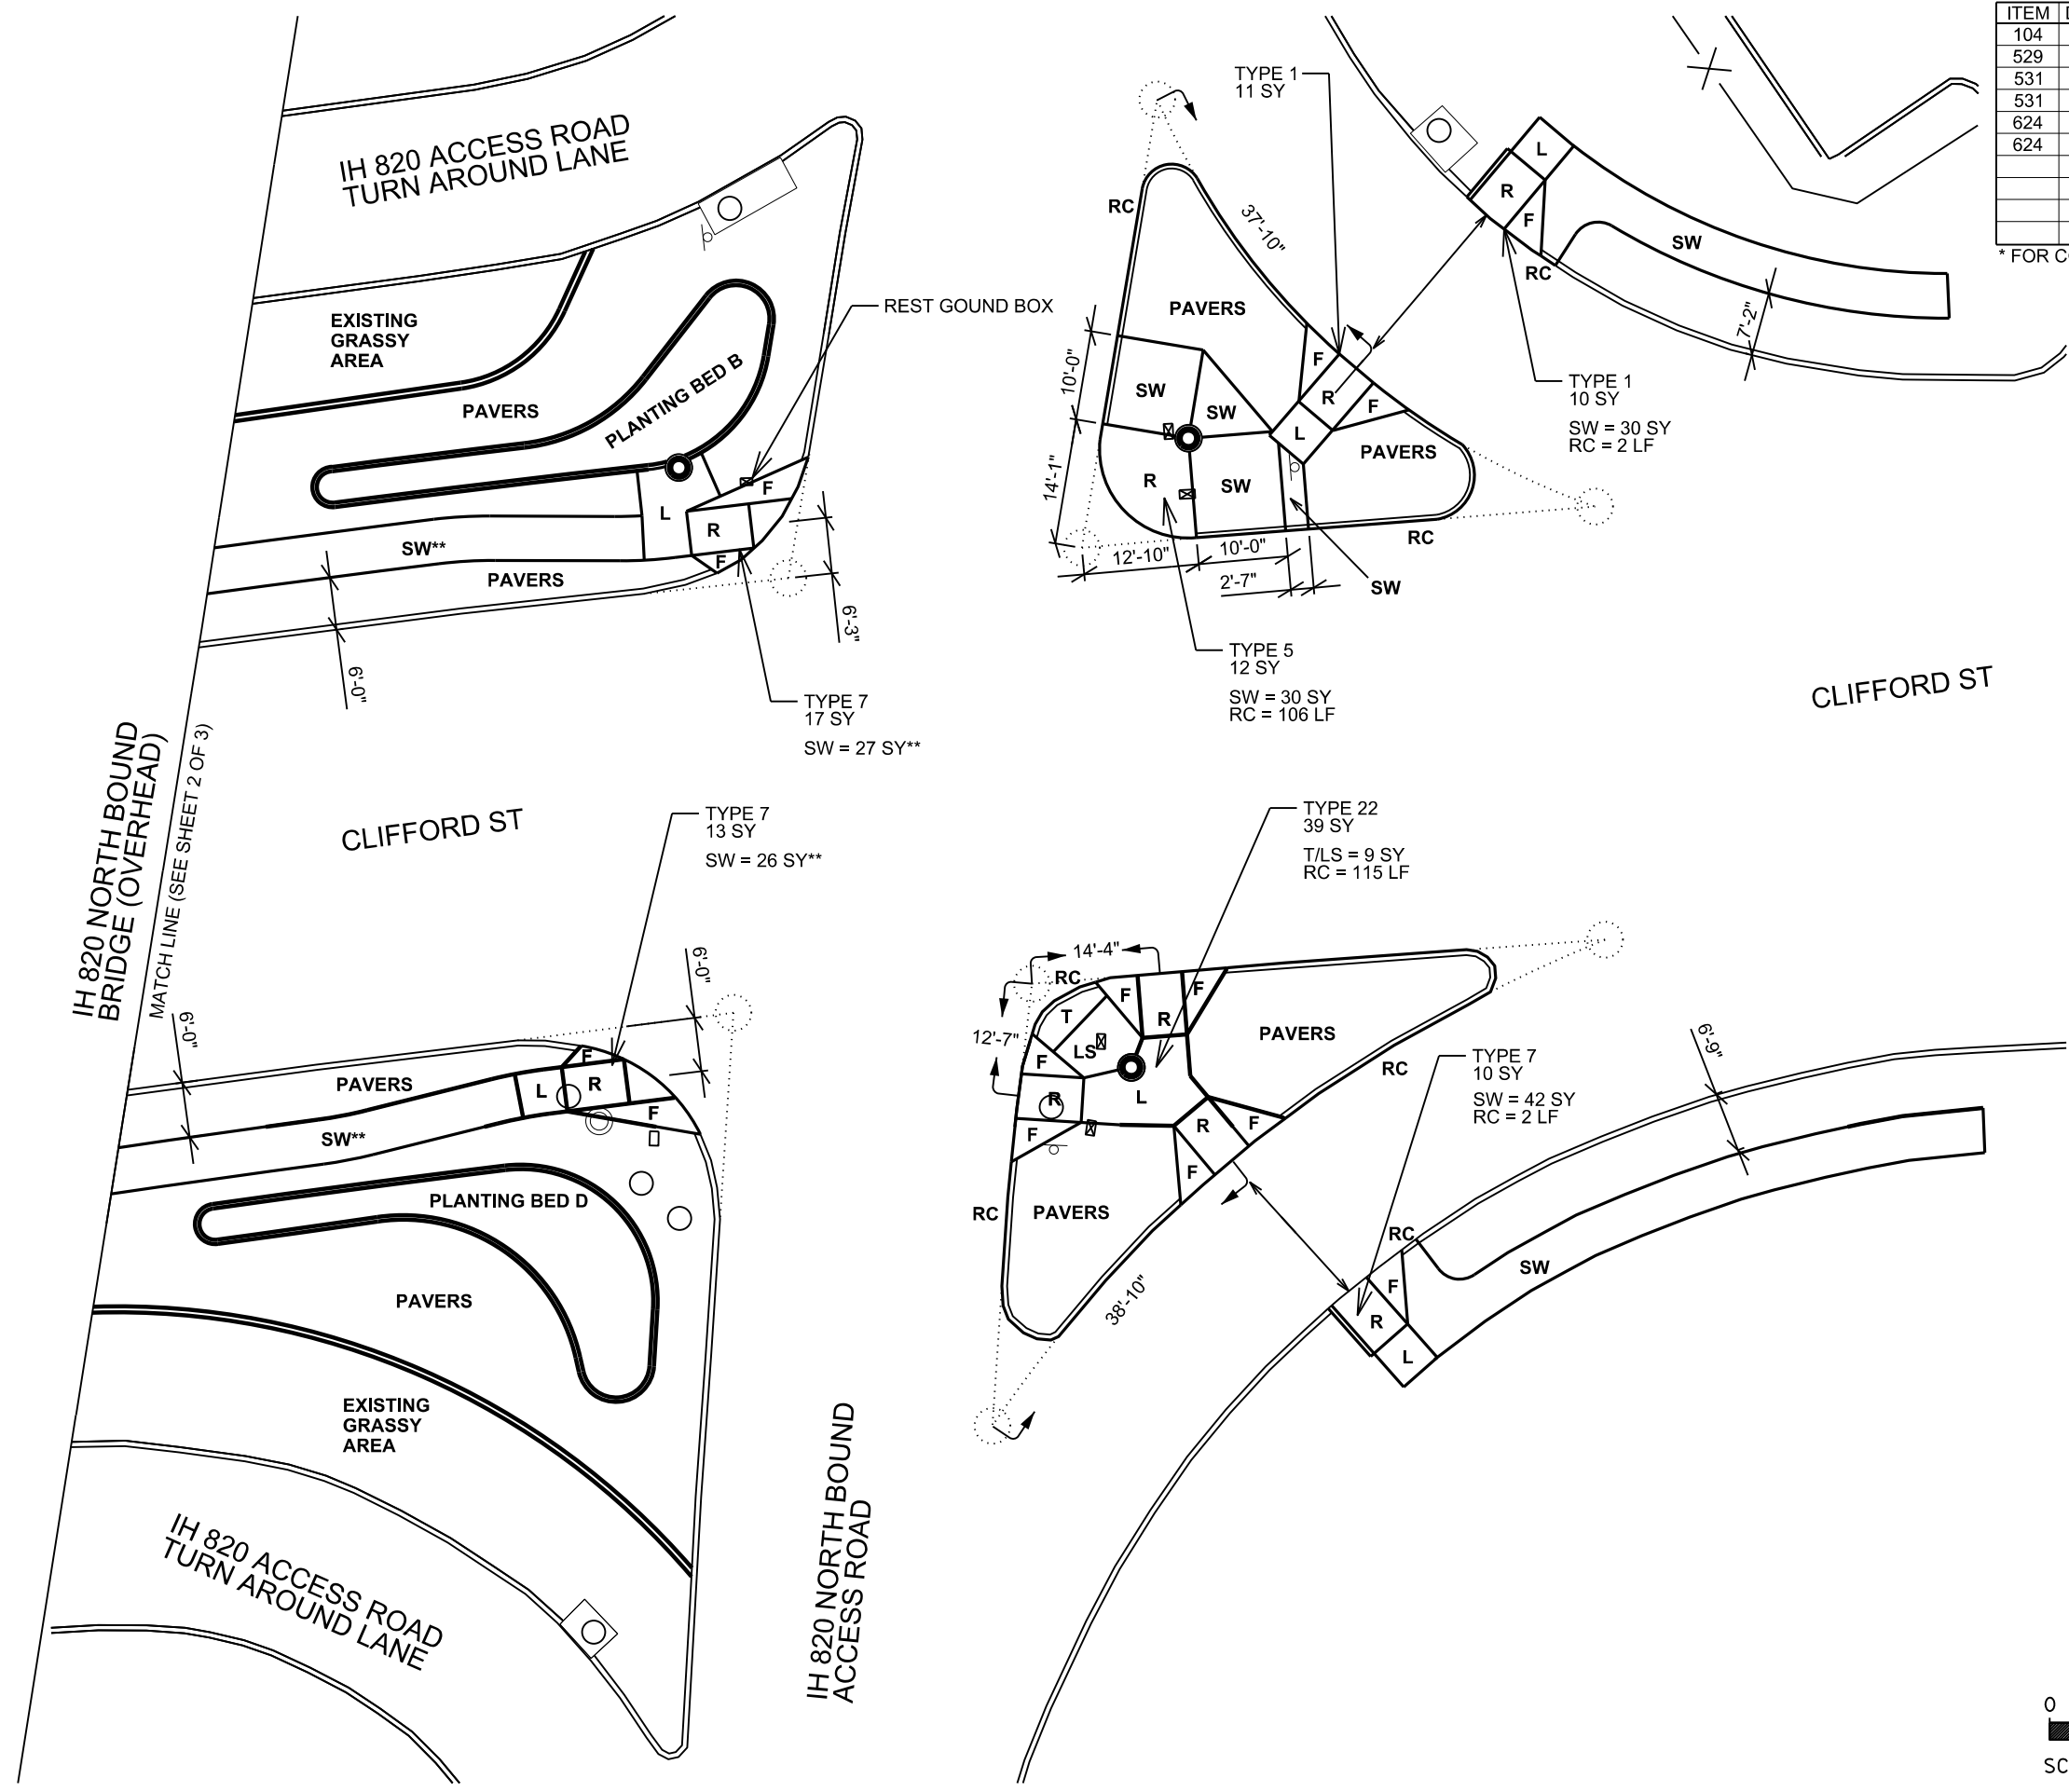 ITEM
104
529
531
531
624
624
* FOR
IH 820 ACCESS ROAD
TURN AROUND LANE
EXISTING
GRASSY
AREA
PAVERS
PLANTING BED B
REST GOUND BOX
L
R
F
F
SW**
PAVERS
6'-0"
6'-3"
TYPE 7
17 SY
SW = 27 SY**
TYPE 1
11 SY
RC
37'-10"
PAVERS
10'-0"
14'-1"
SW
SW
F
R
F
L
PAVERS
R
SW
RC
12'-10"
10'-0"
2'-7"
SW
TYPE 5
12 SY
SW = 30 SY
RC = 106 LF
L
R
F
RC
SW
7'-2"
TYPE 1
10 SY
SW = 30 SY
RC = 2 LF
CLIFFORD ST
IH 820 NORTH BOUND
BRIDGE (OVERHEAD)
MATCH LINE (SEE SHEET 2 OF 3)
CLIFFORD ST
TYPE 7
13 SY
SW = 26 SY**
6'-0"
6'-0"
PAVERS
F
L
R
F
SW**
PLANTING BED D
PAVERS
EXISTING
GRASSY
AREA
IH 820 ACCESS ROAD
TURN AROUND LANE
IH 820 NORTH BOUND
ACCESS ROAD
TYPE 22
39 SY
T/LS = 9 SY
RC = 115 LF
14'-4"
RC
12'-7"
T
F
F
R
LS
F
R
L
F
R
F
F
PAVERS
RC
RC
PAVERS
38'-10"
TYPE 7
10 SY
SW = 42 SY
RC = 2 LF
6'-9"
RC
F
R
L
SW
0